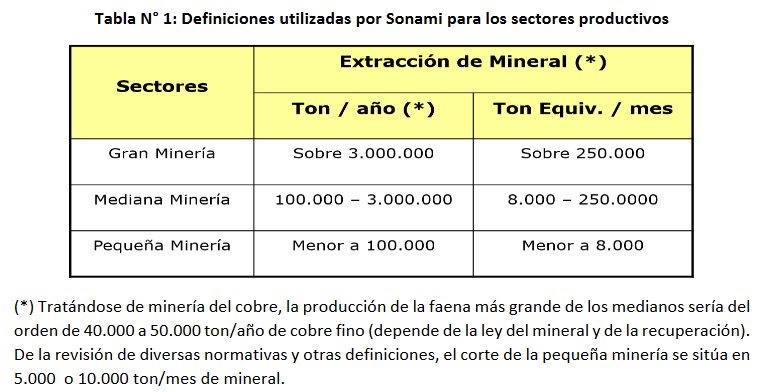 Tabla N° 1: Definiciones utilizadas por Sonami para los sectores productivos
Sectores
Extracción de Mineral (*)
Ton / año (*)
Ton Equiv. / mes
Gran Minería
Sobre 3.000.000
Sobre 250.000
Mediana Minería
100.000 – 3.000.000
8.000 – 250.0000
Pequeña Minería
Menor a 100.000
Menor a 8.000
(*) Tratándose de minería del cobre, la producción de la faena más grande de los medianos sería del
orden de 40.000 a 50.000 ton/año de cobre fino (depende de la ley del mineral y de la recuperación).
De la revisión de diversas normativas y otras definiciones, el corte de la pequeña minería se sitúa en
5.000 o 10.000 ton/mes de mineral.